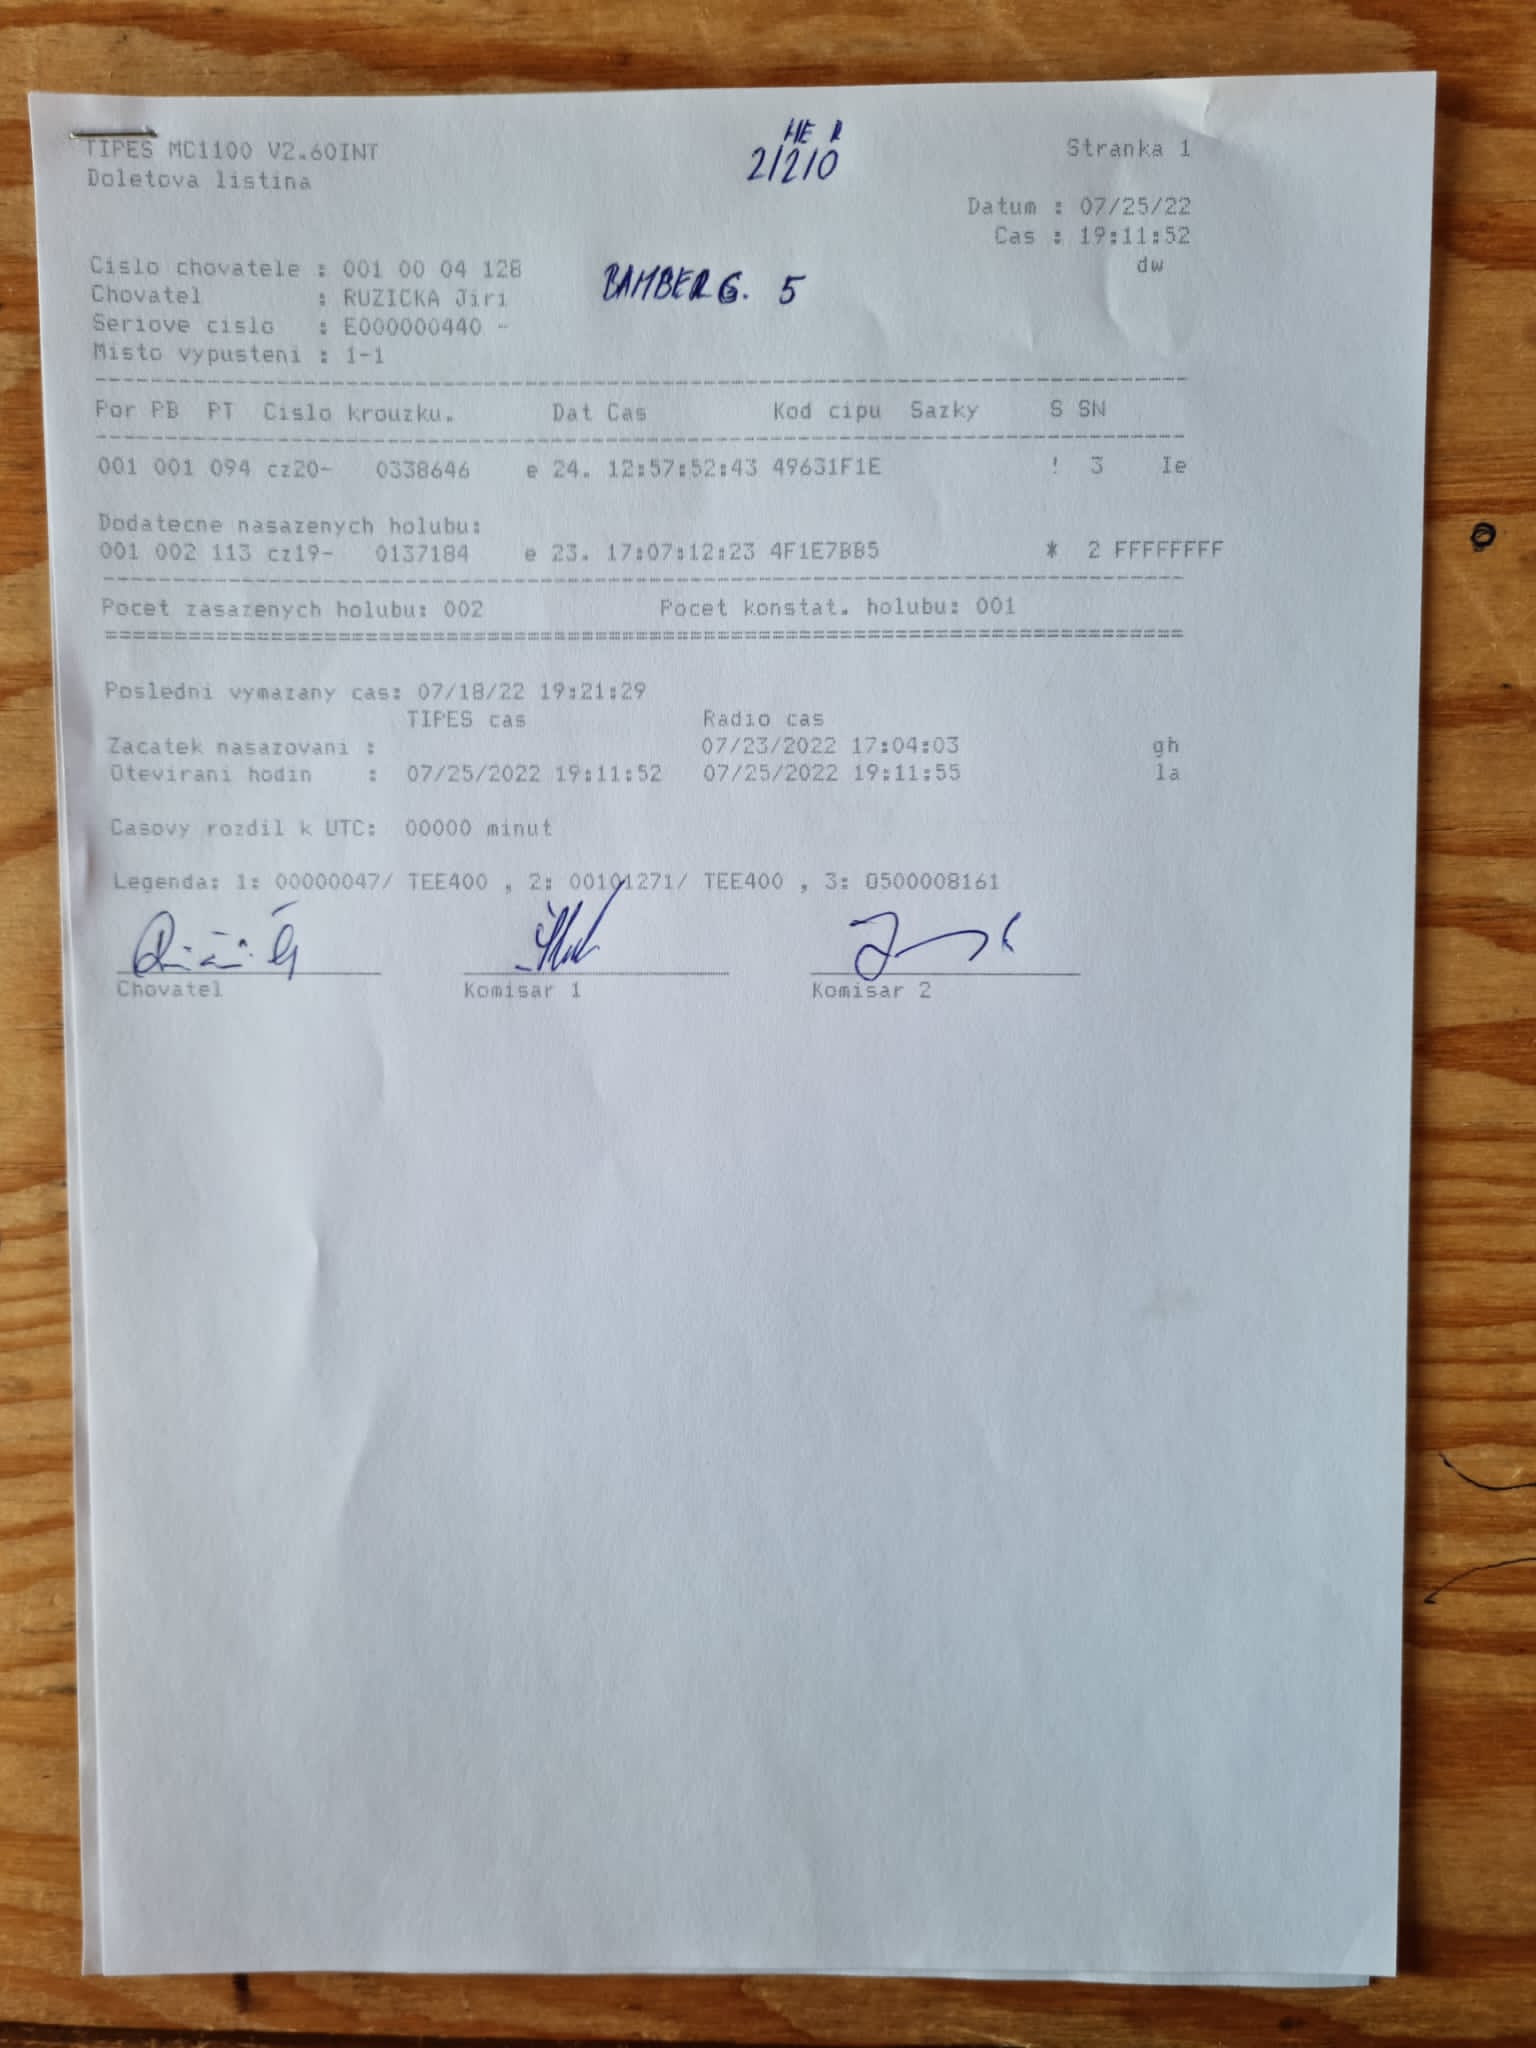 HE R
TIPES MC1100 V2.60INT 2/2/0 Stranka 1
Doletova listina
Datum : 07/25/22
Cas : 19:11:52
dw
Cislo chovatele : 001 00 04 128
Chovatel : RUZICKA Jiri BAMBERG. 5
Seriove cislo : E000000440 -
Misto vypusteni : 1-1
Por PB PT Cislo krouzku. Dat Cas Kod cipu Sazky S SN
001 001 094 cz20- 0338646 e 24. 12:57:52:43 49631F1E ! 3 Ie
Dodatecne nasazenych holubu:
001 002 113 cz19- 0137184 e 23. 17:07:12:23 4F1E7BB5 * 2 FFFFFFFF
Pocet zasazenych holubu: 002 Pocet konstat. holubu: 001
Posledni vymazany cas: 07/18/22 19:21:29
TIPES cas Radio cas
Zacatek nasazovani : 07/23/2022 17:04:03 gh
Otevirani hodin : 07/25/2022 19:11:52 07/25/2022 19:11:55 la
Casovy rozdil k UTC: 00000 minut
Legenda: 1: 00000047/ TEE400 , 2: 00101271/ TEE400 , 3: 0500008161
Chovatel Komisar 1 Komisar 2